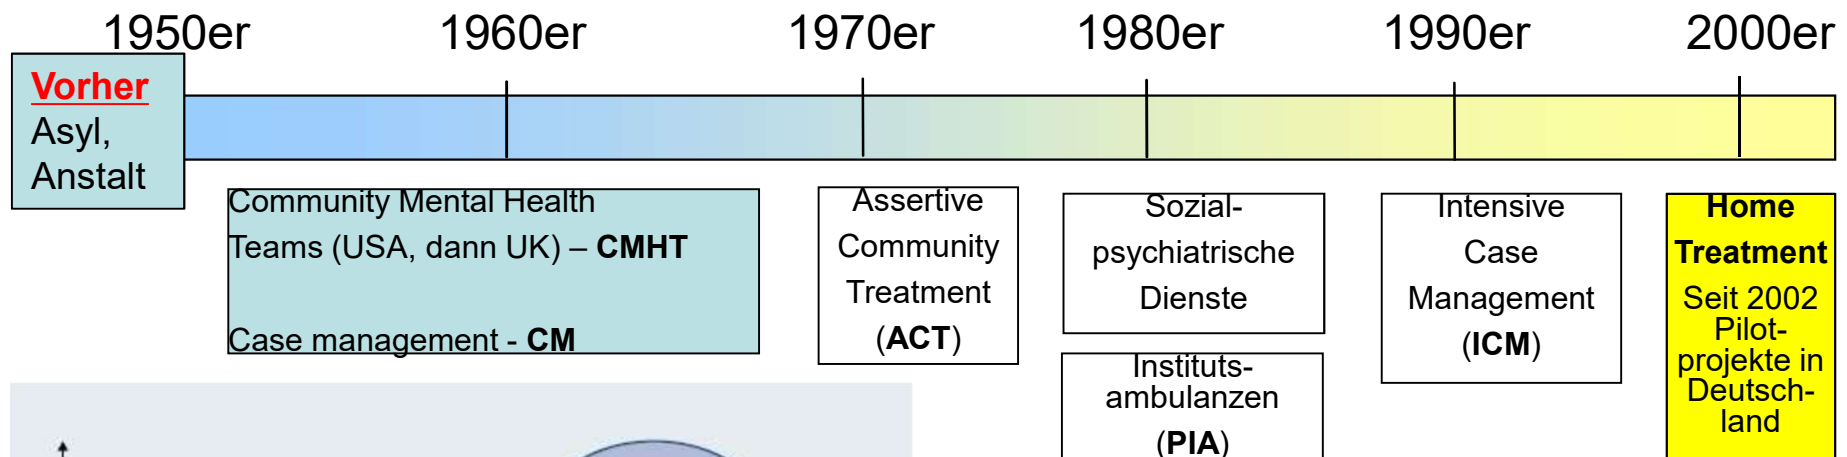 1950er 1960er 1970er 1980er 1990er 2000er
Vorher
Asyl,
Anstalt
Community Mental Health
Teams (USA, dann UK) – CMHT
Case management - CM
Assertive
Community
Treatment
(ACT)
Sozial-
psychiatrische
Dienste
Instituts-
ambulanzen
(PIA)
Intensive
Case
Management
(ICM)
Home
Treatment
Seit 2002
Pilot-
projekte in
Deutsch-
land